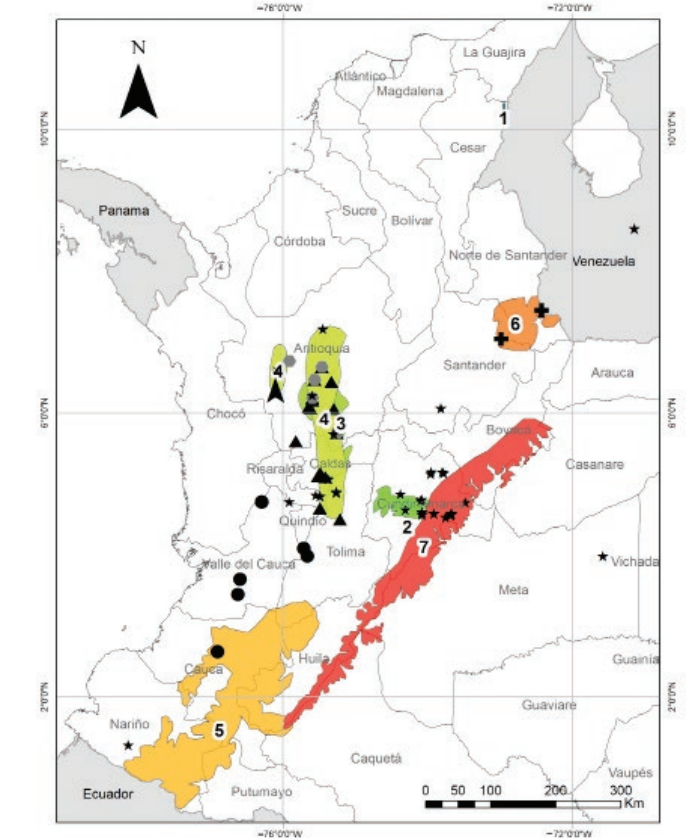 −76°0'0"W
−72°0'0"W
N
La Guajira
Atlántico
Magdalena
1
10°0'0"N
10°0'0"N
Cesar
Panama
Sucre
Bolívar
Córdoba
Norte de Santander
Venezuela
6
Antioquia
Santander
4
Arauca
6°0'0"N
6°0'0"N
Chocó
4
3
Boyaca
Risaralda
Caldas
Casanare
Quindío
2
Tolima
7
Valle del Cauca
Vichada
Meta
Huila
Guainía
Cauca
2°0'0"N
2°0'0"N
Nariño
5
Guaviare
Caquetá
Vaupés
Ecuador
Putumayo
0 50 100 200 300
Km
−76°0'0"W
−72°0'0"W